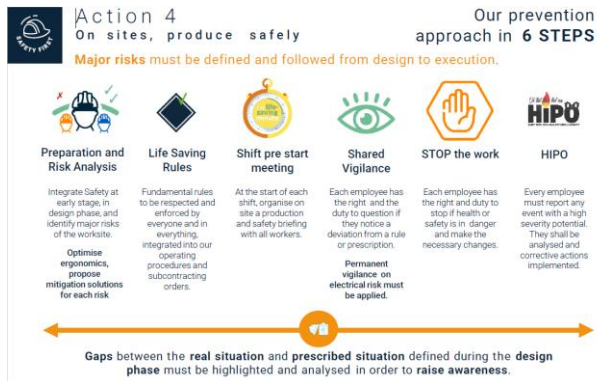 SAFETY FIRST
Action 4
On sites, produce safely
Our prevention
approach in 6 STEPS
Major risks must be defined and followed from design to execution.
Preparation and
Risk Analysis
Integrate Safety at
early stage, in
design phase, and
identify major risks
of the worksite.
Optimise
ergonomics,
propose
mitigation solutions
for each risk
Life Saving
Rules
Fundamental rules
to be respected and
enforced by
everyone and in
everything,
integrated into our
operating
procedures and
subcontracting
orders.
Shift pre start
meeting
At the start of each
shift, organise on
site a production
and safety briefing
with all workers.
Shared
Vigilance
Each employee has
the right and the
duty to question if
they notice a
deviation from a rule
or prescription.
Permanent
vigilance on
electrical risk must
be applied.
STOP the work
Each employee has
the right and duty to
stop if health or
safety is in danger
and make the
necessary changes.
HIPO
HIPO
Every employee
must report any
event with a high
severity potential.
They shall be
analysed and
corrective actions
implemented.
Gaps between the real situation and prescribed situation defined during the design
phase must be highlighted and analysed in order to raise awareness.